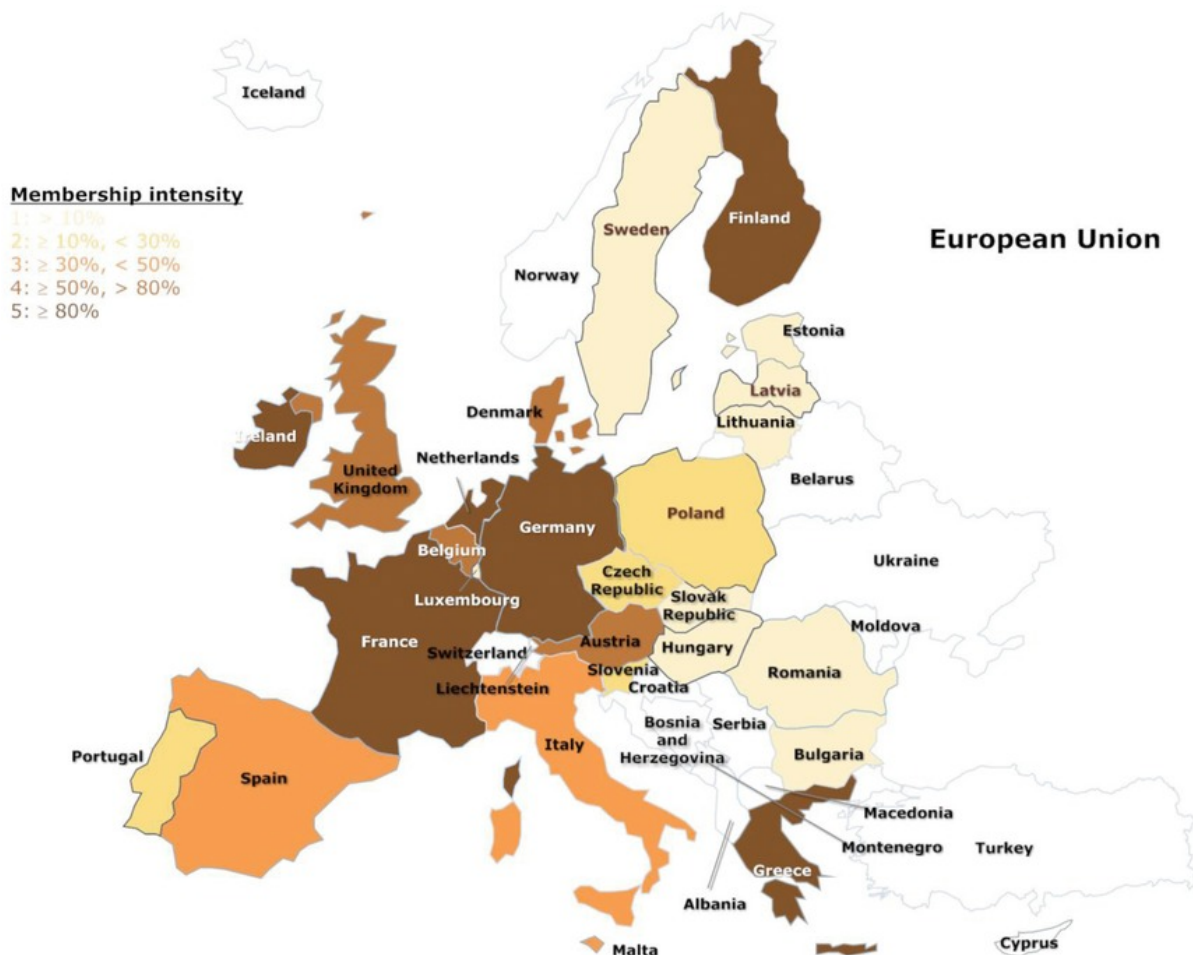 Iceland
Membership intensity
1: > 10%
2: ≥ 10%, < 30%
3: ≥ 30%, < 50%
4: ≥ 50%, > 80%
5: ≥ 80%
European Union
Finland
Sweden
Norway
Estonia
Latvia
Lithuania
Denmark
Ireland
Netherlands
United
Kingdom
Belarus
Poland
Germany
Belgium
Ukraine
Czech
Republic
Luxembourg
Slovak
Republic
France
Austria
Moldova
Switzerland
Hungary
Slovenia
Romania
Liechtenstein
Croatia
Bosnia
and
Herzegovina
Serbia
Portugal
Italy
Bulgaria
Spain
Macedonia
Montenegro
Turkey
Greece
Albania
Cyprus
Malta